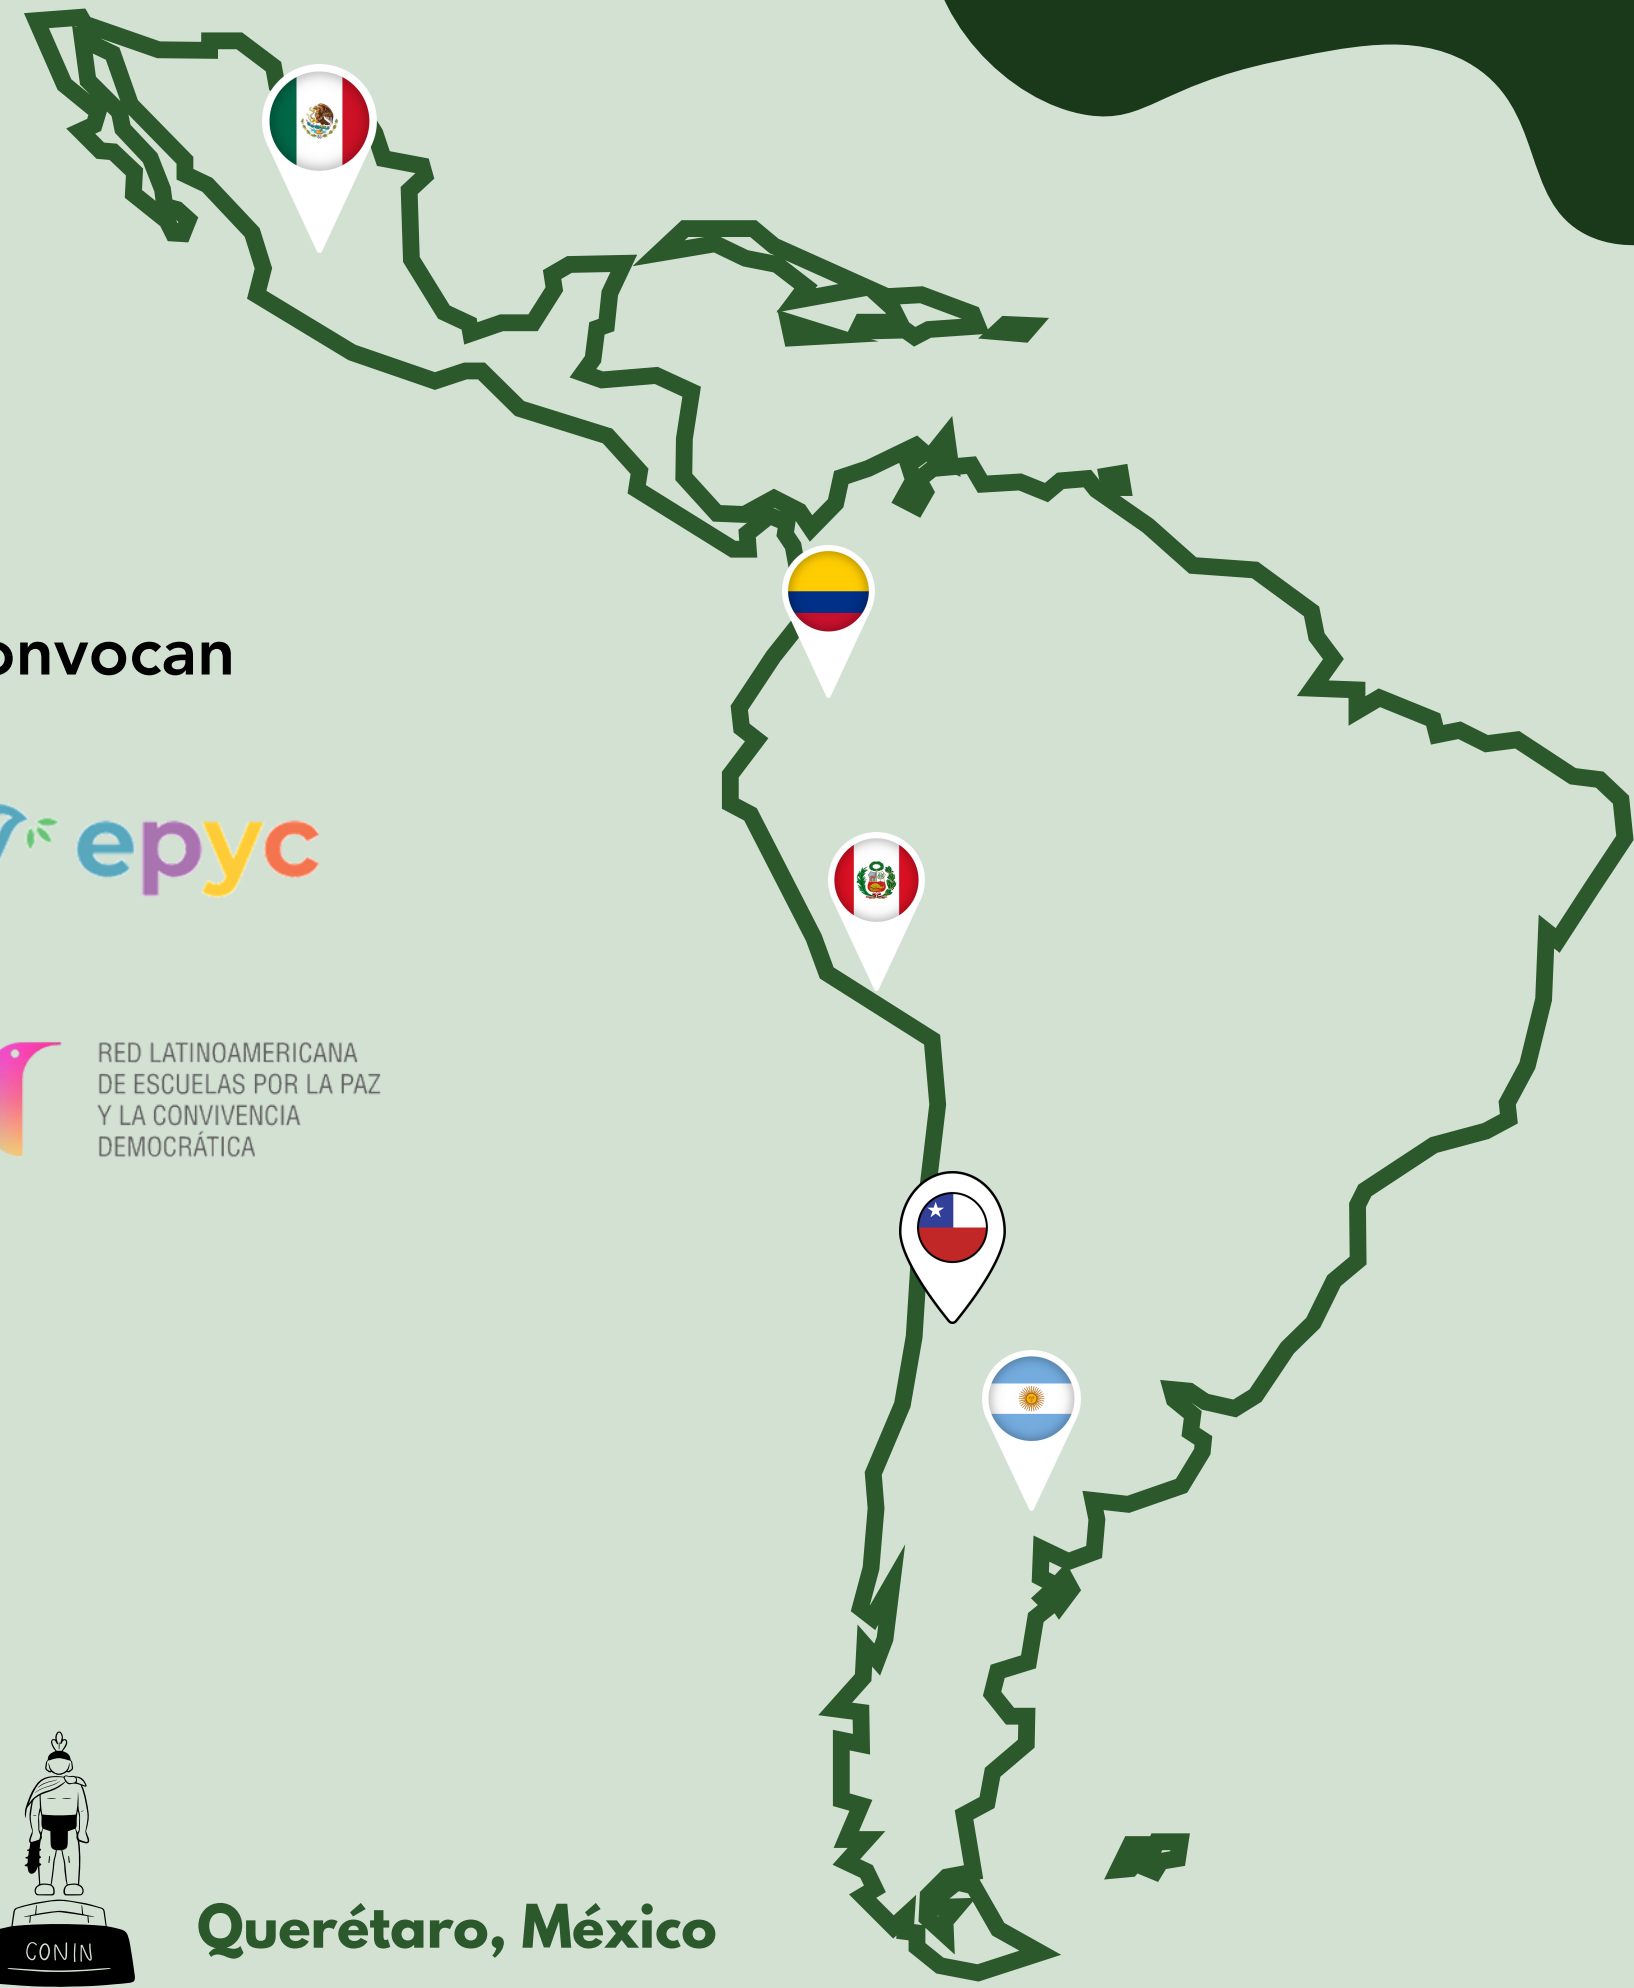 onvocan
epyc
RED LATINOAMERICANA
DE ESCUELAS POR LA PAZ
Y LA CONVIVENCIA
DEMOCRÁTICA
CONIN
Querétaro, México